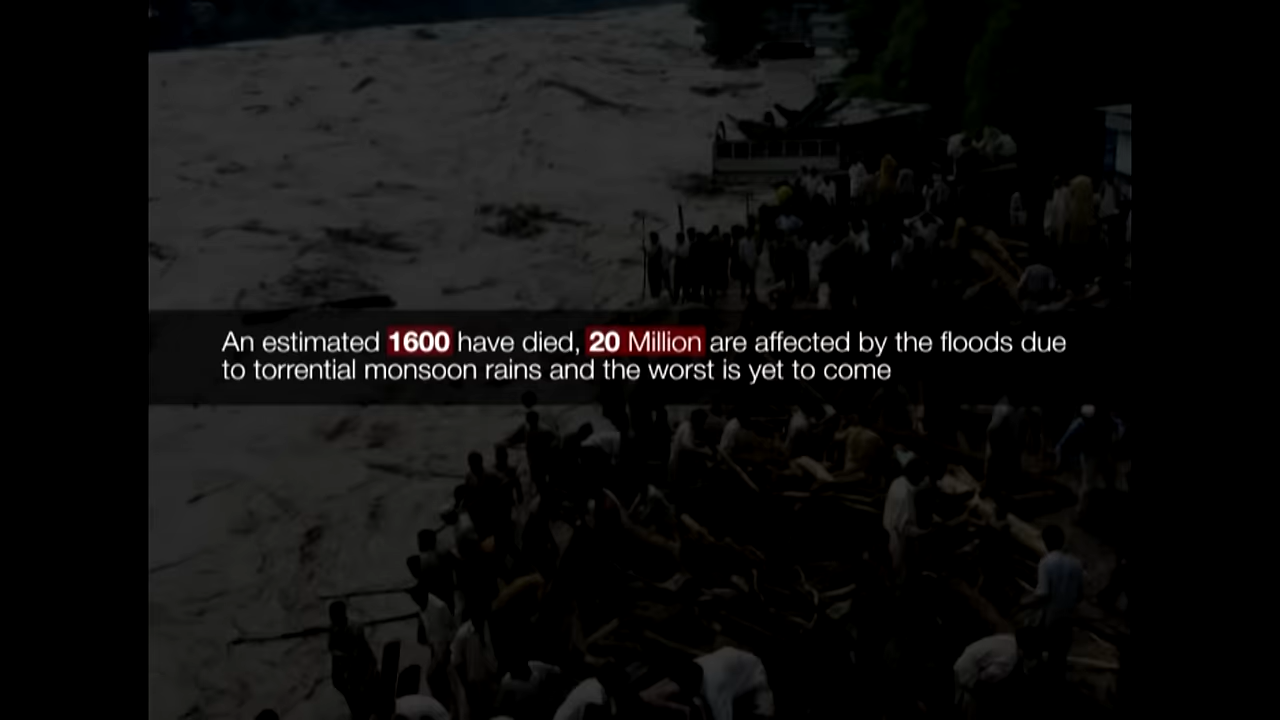 An estimated 1600 have died, 20 Million are affected by the floods due
to torrential monsoon rains and the worst is yet to come